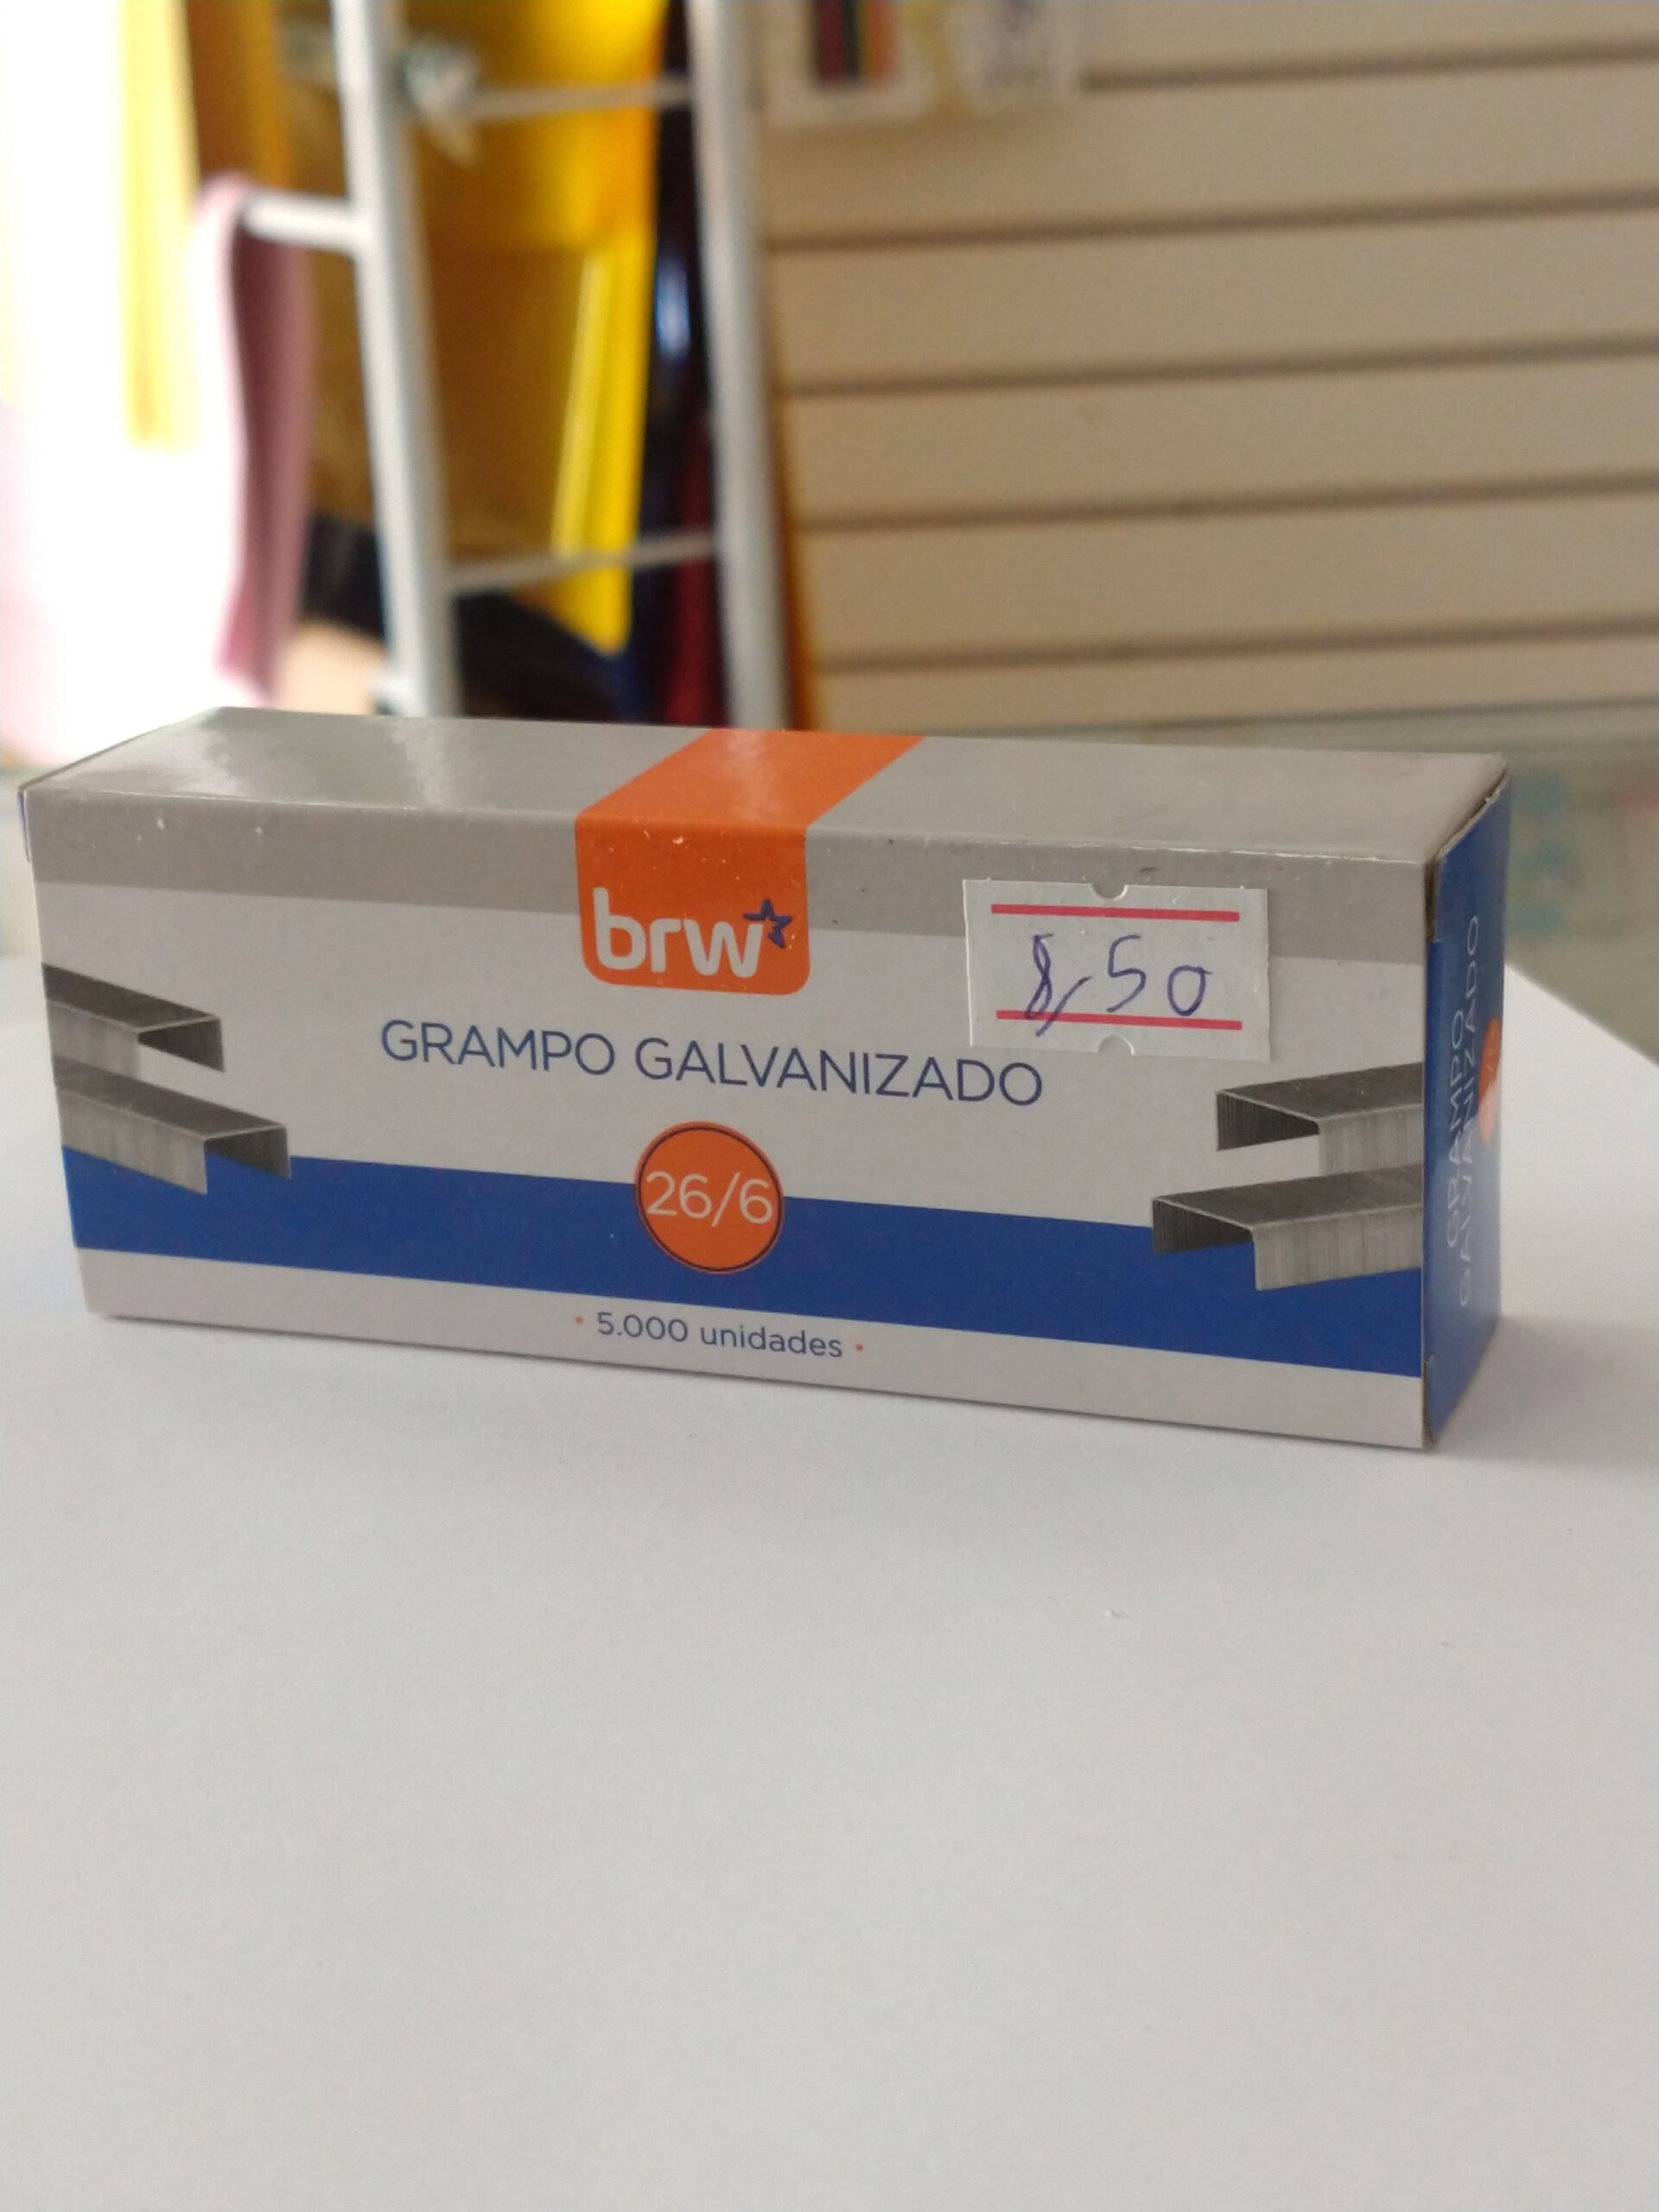 brw
8,50
GRAMPO GALVANIZADO
26/6
• 5.000 unidades •
GRAMPO
GALVANIZADO